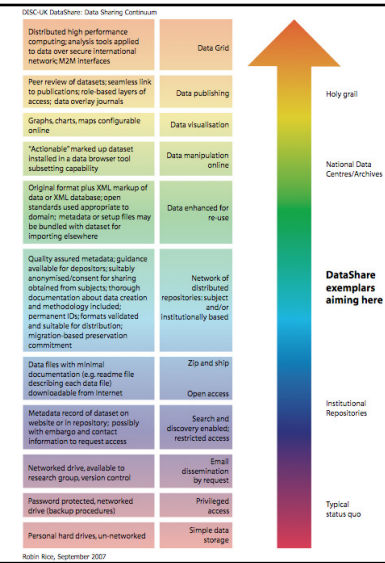 DISC-UK DataShare: Data Sharing Continuum
Distributed high performance
computing; analysis tools applied
to data over secure international
network; M2M interfaces
Data Grid
Peer review of datasets; seamless link
to publications; role-based layers of
access; data overlay journals
Data publishing
Holy grail
Graphs, charts, maps configurable
online
Data visualisation
"Actionable" marked up dataset
installed in a data browser tool
subsetting capability
Data manipulation
online
National Data
Centres/Archives
Original format plus XML markup of
data or XML database; open
standards used appropriate to
domain; metadata or setup files may
be bundled with dataset for
importing elsewhere
Data enhanced for
re-use
Quality assured metadata; guidance
available for depositors; suitably
anonymised/consent for sharing
obtained from subjects; thorough
documentation about data creation
and methodology included;
permanent IDs; formats validated
and suitable for distribution;
migration-based preservation
commitment
Network of
distributed
repositories: subject
and/or
institutionally based
DataShare
exemplars
aiming here
Data files with minimal
documentation (e.g. readme file
describing each data file)
downloadable from Internet
Zip and ship
Open access
Metadata record of dataset on
website or in repository; possibly
with embargo and contact
information to request access
Search and
discovery enabled;
restricted access
Institutional
Repositories
Networked drive, available to
research group, version control
Email
dissemination
by request
Password protected, networked
drive (backup procedures)
Privileged
access
Typical
status quo
Personal hard drives, un-networked
Simple data
storage
Robin Rice, September 2007